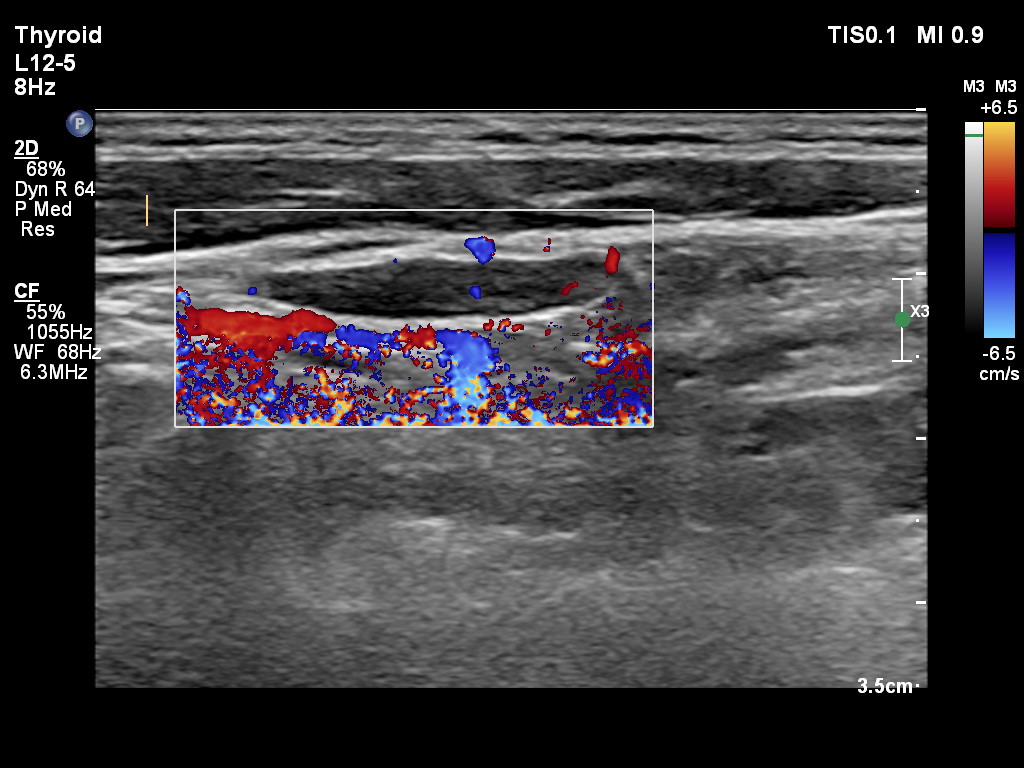 Thyroid
L12-5
8Hz
TIS0.1 MI 0.9
M3 M3
+6.5
P
2D
68%
Dyn R 64
P Med
Res
CF
55%
1055Hz
WF 68Hz
6.3MHz
X3
-6.5
cm/s
3.5cm